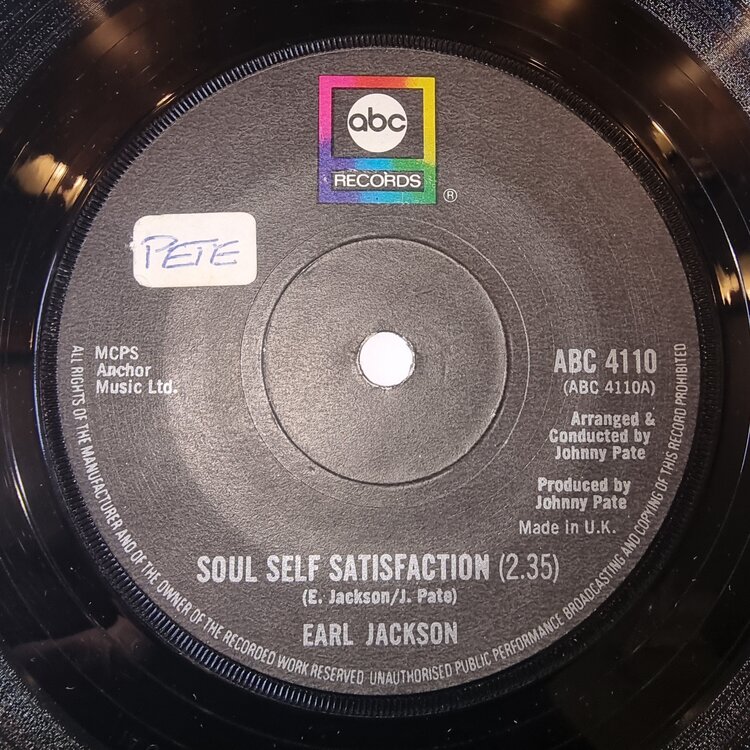 abc
RECORDS
®
PETE
MCPS
Anchor
Music Ltd.
ABC 4110
(ABC 4110A)
Arranged &
Conducted by
Johnny Pate
Produced by
Johnny Pate
Made in U.K.
SOUL SELF SATISFACTION (2.35)
(E. Jackson/J. Pate)
EARL JACKSON
ALL RIGHTS OF THE MANUFACTURER AND OF THE OWNER OF THE RECORDED WORK RESERVED UNAUTHORISED PUBLIC PERFORMANCE BROADCASTING AND COPYING OF THIS RECORD PROHIBITED